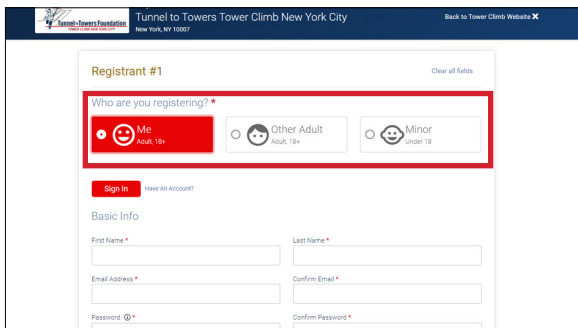 Tunnel to Towers Tower Climb New York City
New York, NY 10007
Back to Tower Climb Website ✕
Tunnel to Towers Foundation
TOWER CLIMB NEW YORK CITY
Registrant #1
Clear all fields
Who are you registering? *
Me
Adult, 18+
Other Adult
Adult, 18+
Minor
Under 18
Sign In
Have An Account?
Basic Info
First Name *
Last Name *
Email Address *
Confirm Email *
Password ⓘ *
Confirm Password *